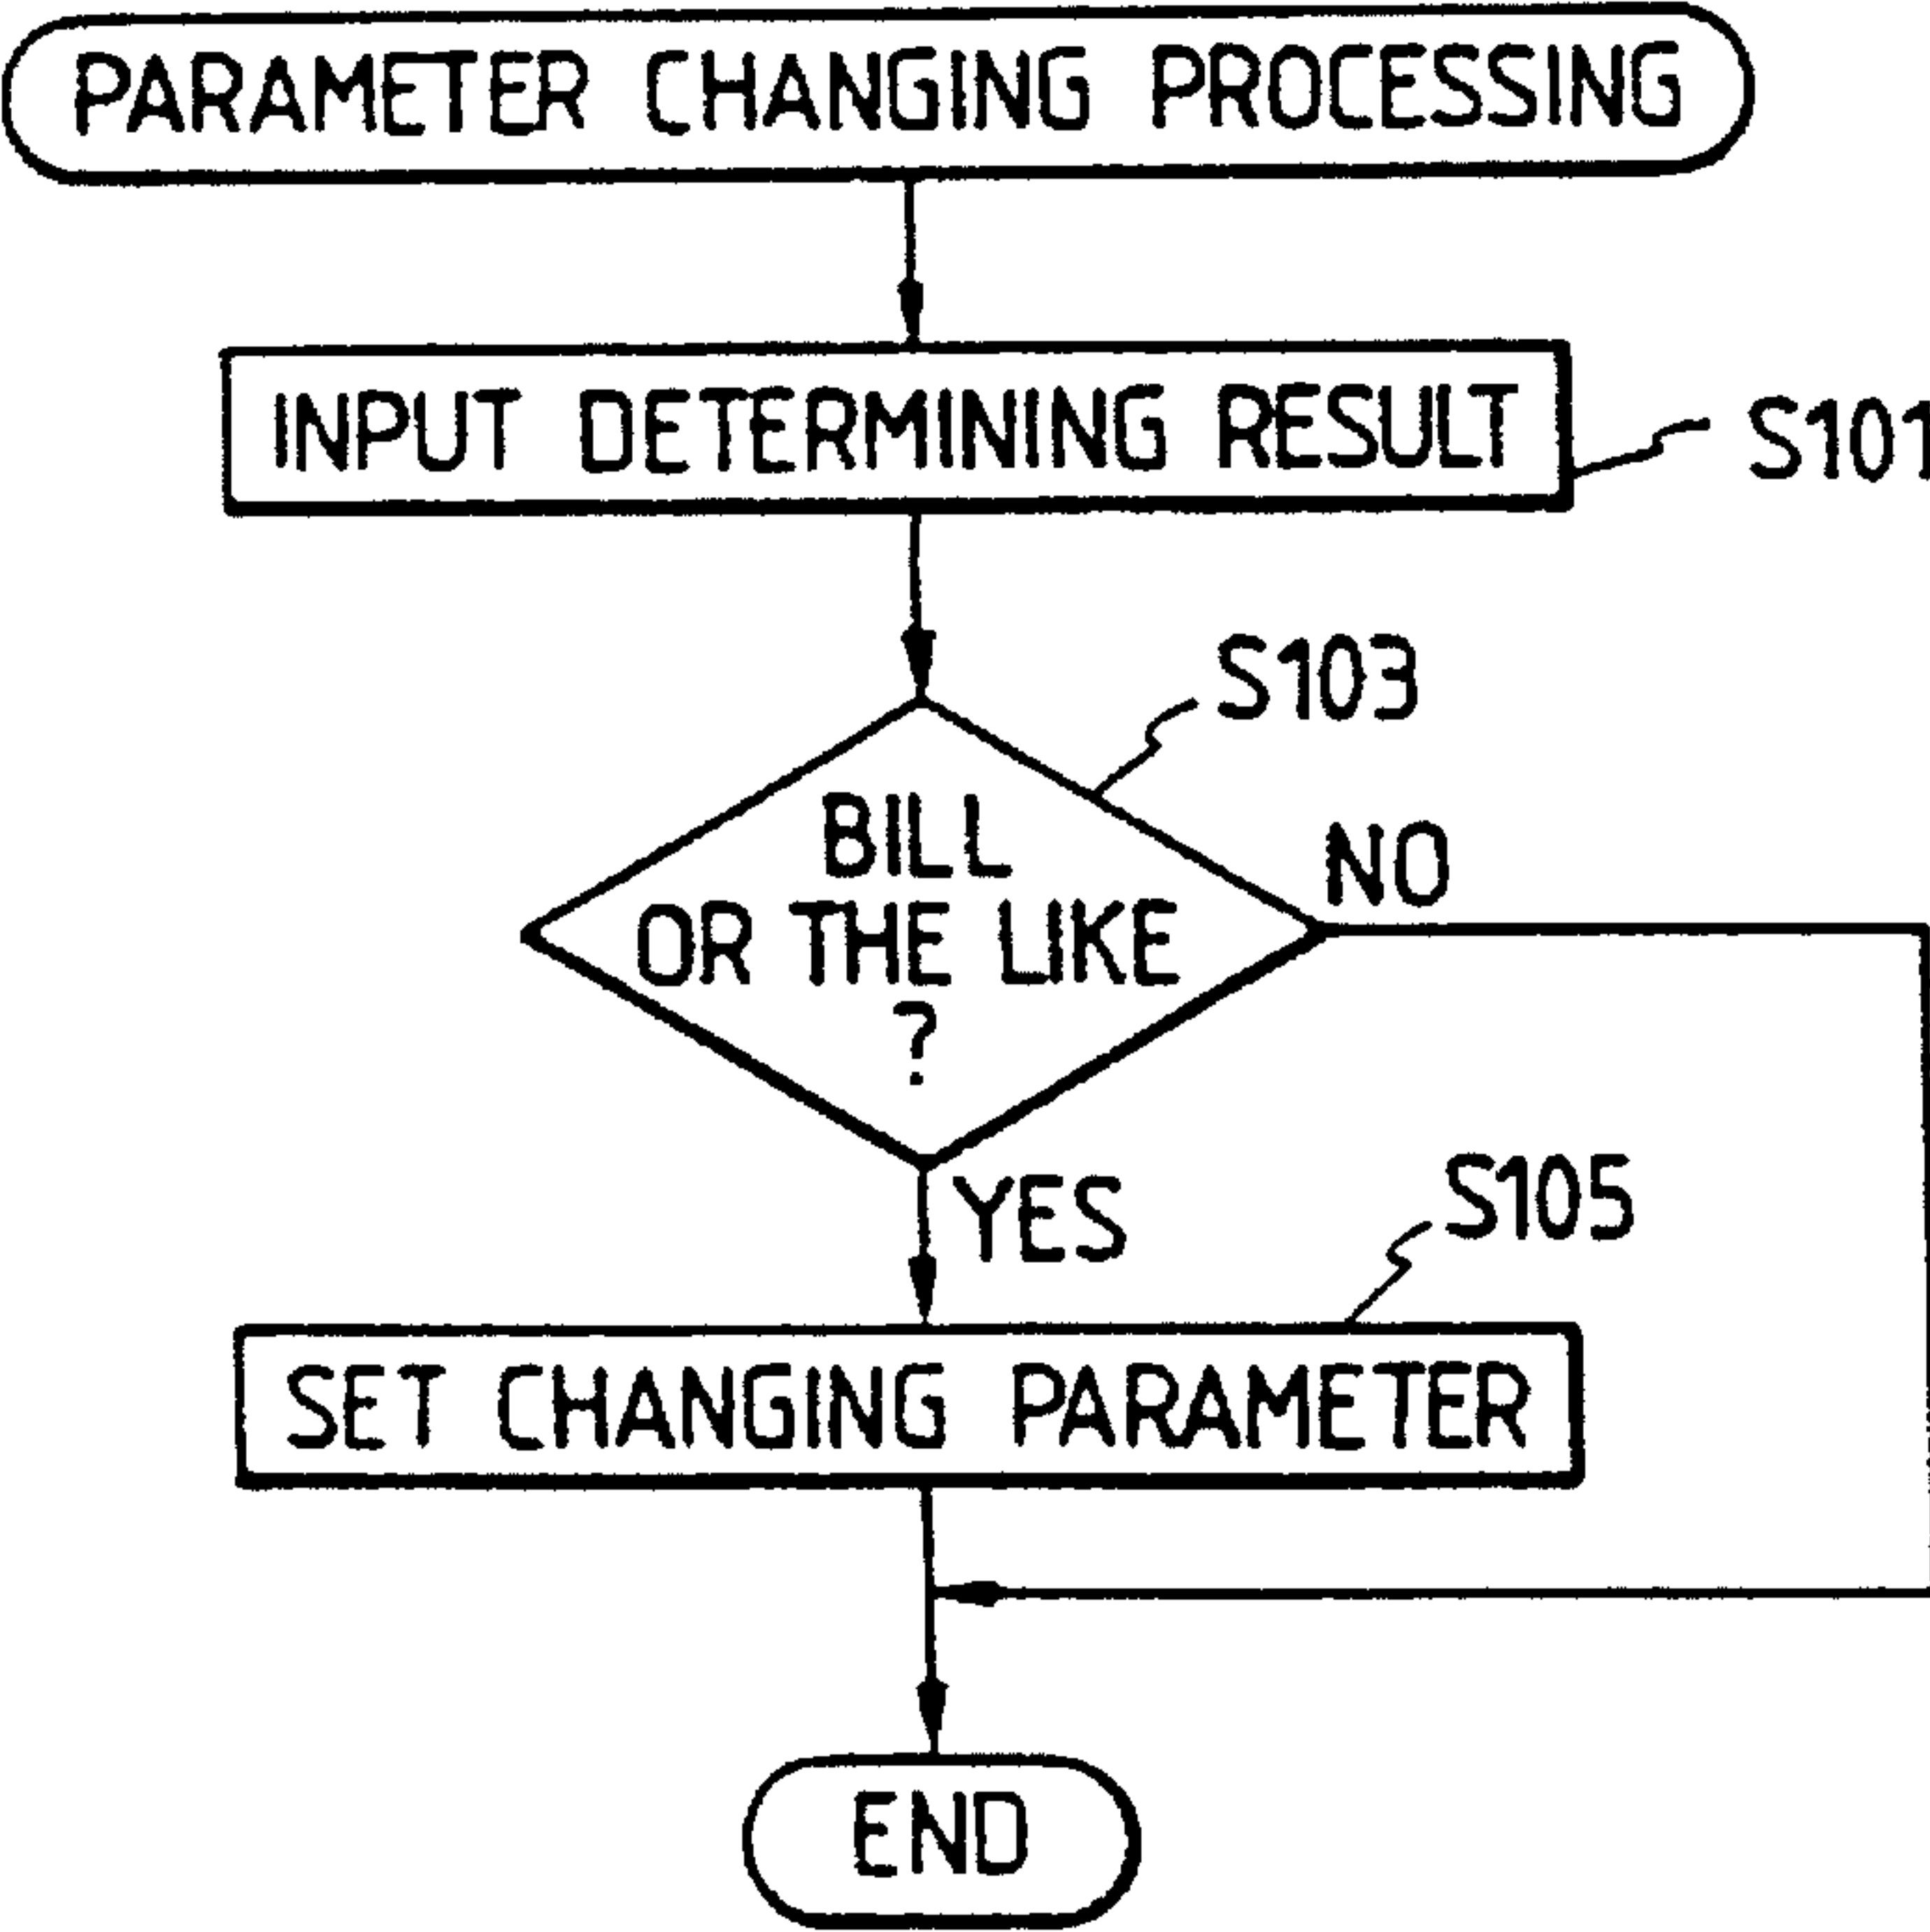 PARAMETER CHANGING PROCESSING
INPUT DETERMINING RESULT
S101
S103
BILL
OR THE LIKE
?
NO
YES
S105
SET CHANGING PARAMETER
END